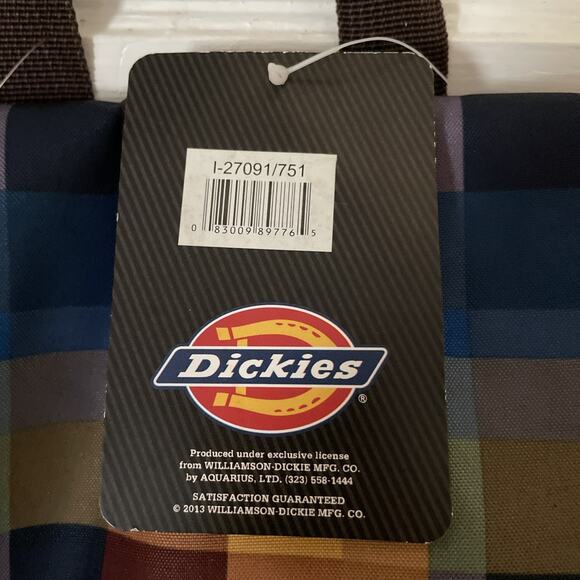 I-27091/751
0 83009 89776 5
Dickies
®
Produced under exclusive license
from WILLIAMSON-DICKIE MFG. CO.
by AQUARIUS, LTD. (323) 558-1444
SATISFACTION GUARANTEED
© 2013 WILLIAMSON-DICKIE MFG. CO.